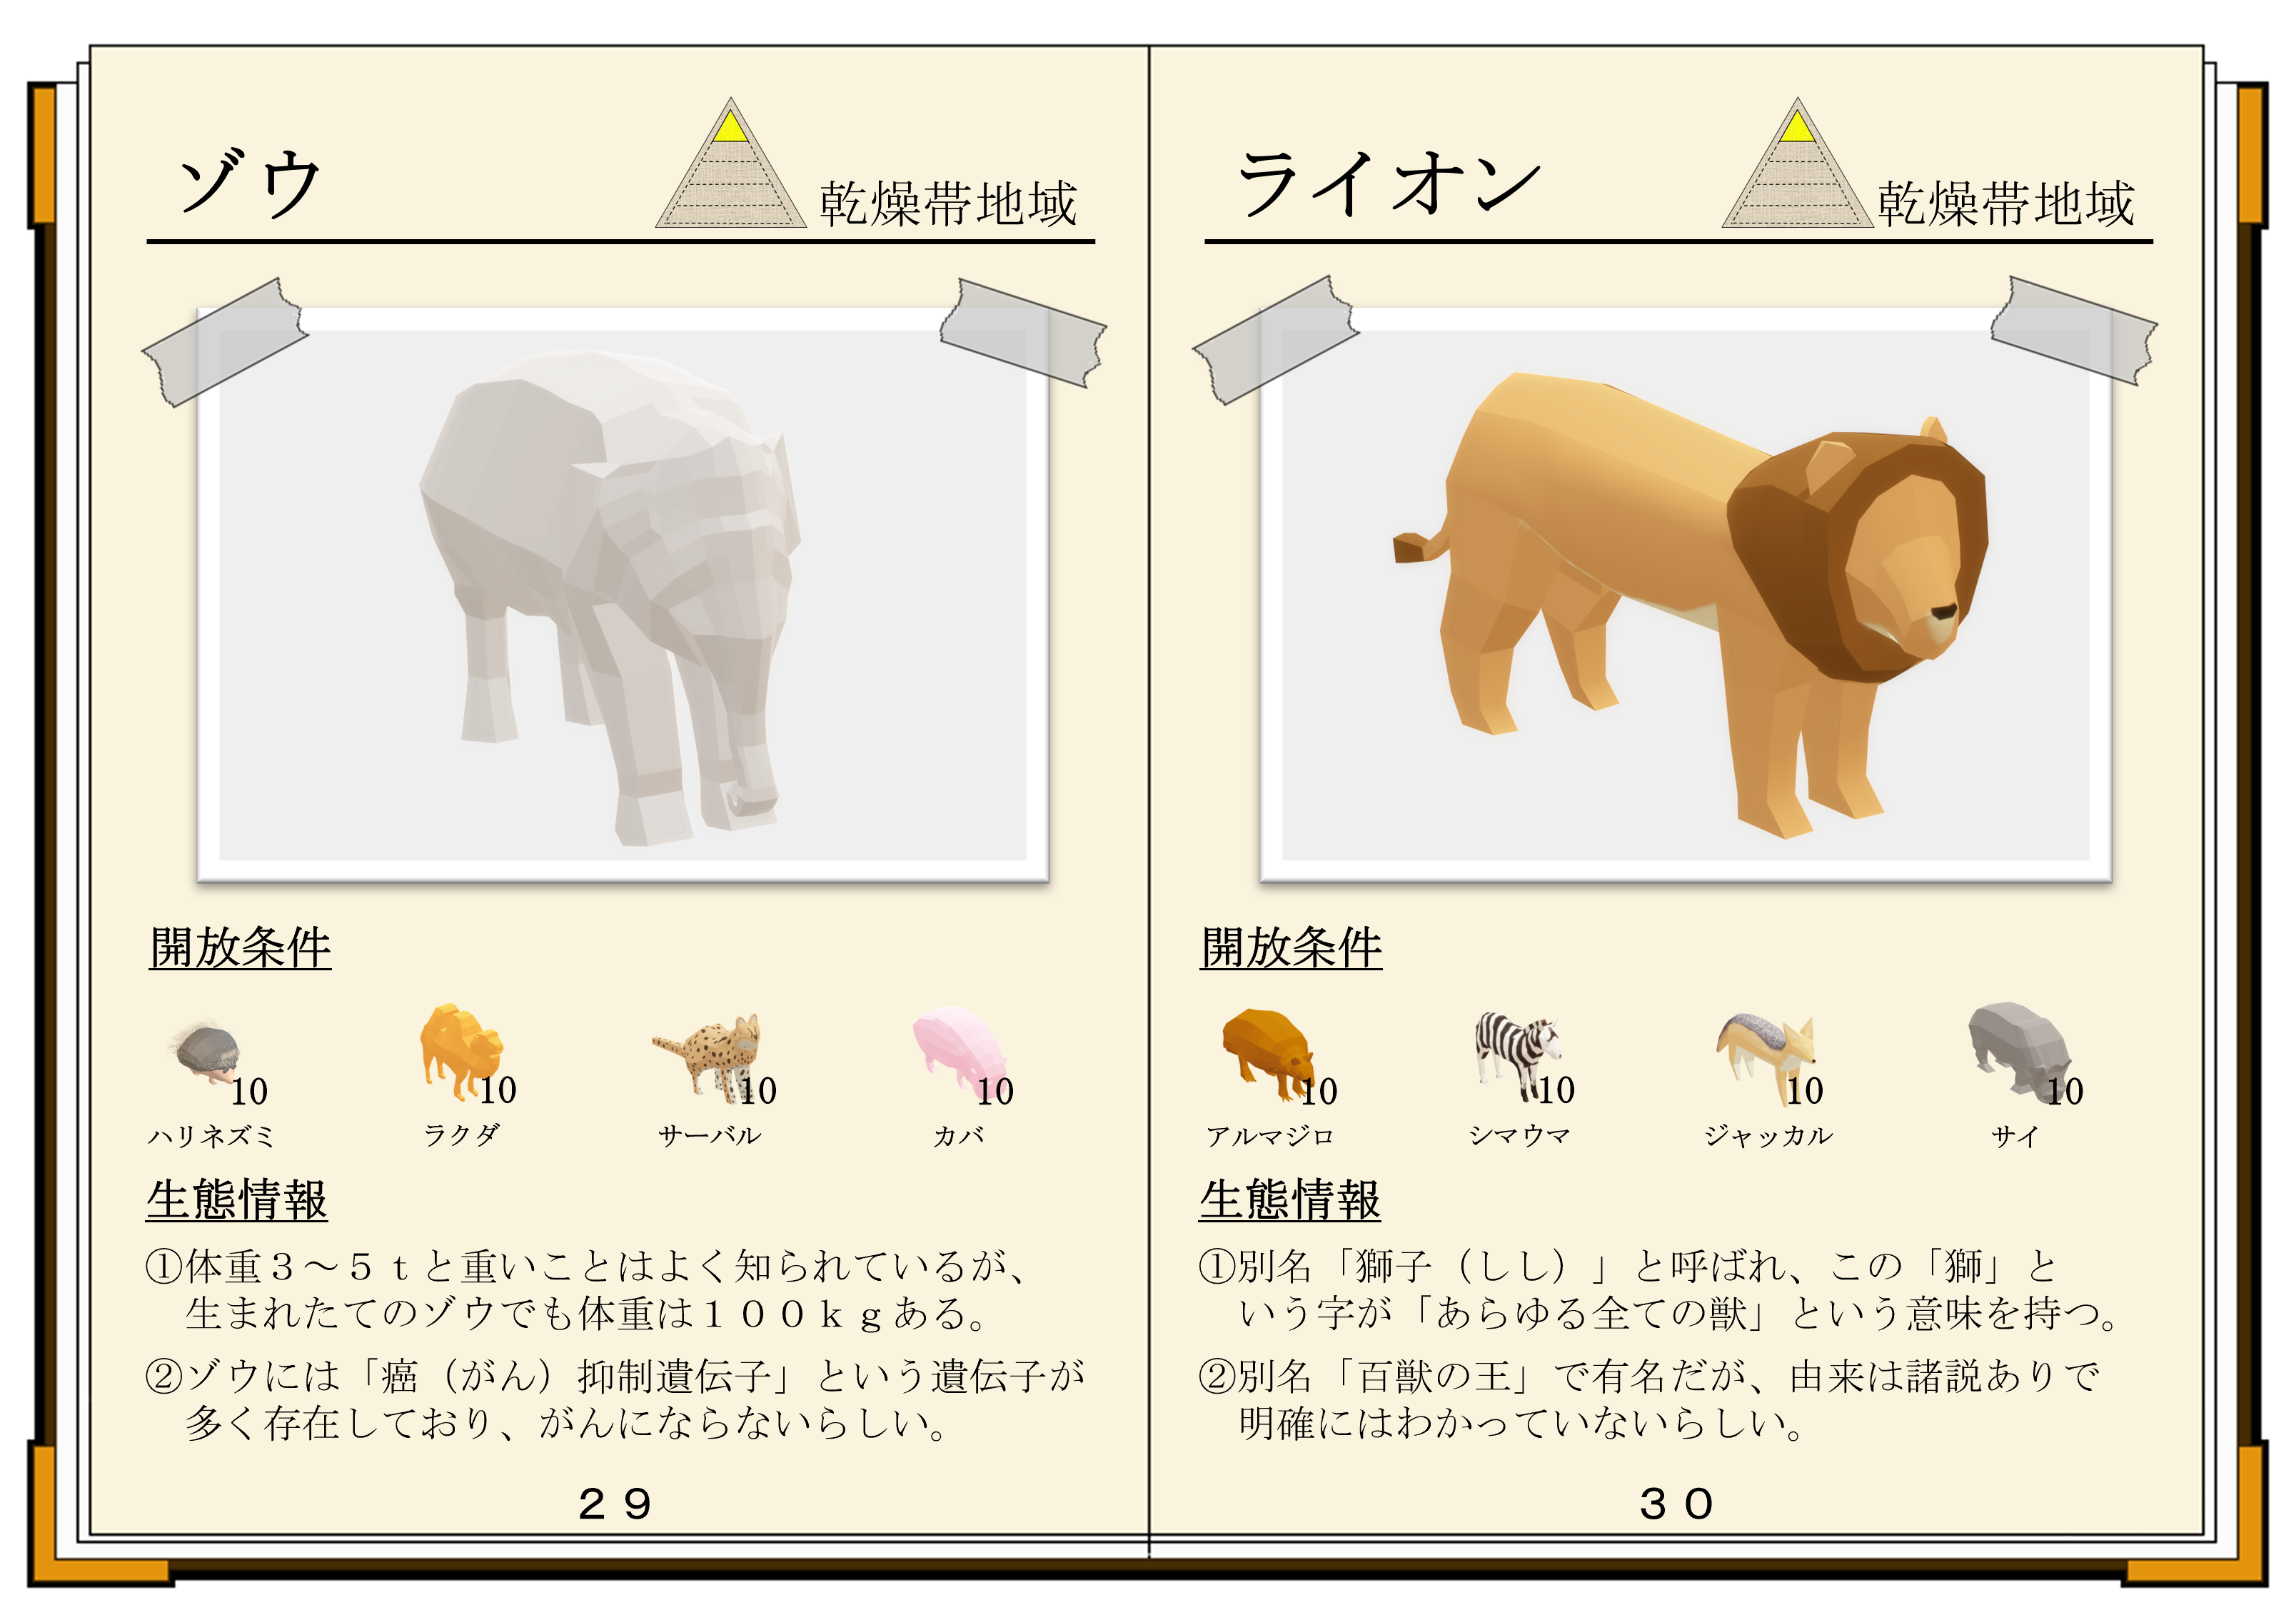 ゾウ
乾燥帯地域
開放条件
10
10
10
10
ハリネズミ
ラクダ
サーバル
カバ
生態情報
①体重３～５ｔと重いことはよく知られているが、
生まれたてのゾウでも体重は１００ｋｇある。
②ゾウには「癌（がん）抑制遺伝子」という遺伝子が
多く存在しており、がんにならないらしい。
２９
ライオン
乾燥帯地域
開放条件
10
10
10
10
アルマジロ
シマウマ
ジャッカル
サイ
生態情報
①別名「獅子（しし）」と呼ばれ、この「獅」と
いう字が「あらゆる全ての獣」という意味を持つ。
②別名「百獣の王」で有名だが、由来は諸説ありで
明確にはわかっていないらしい。
３０